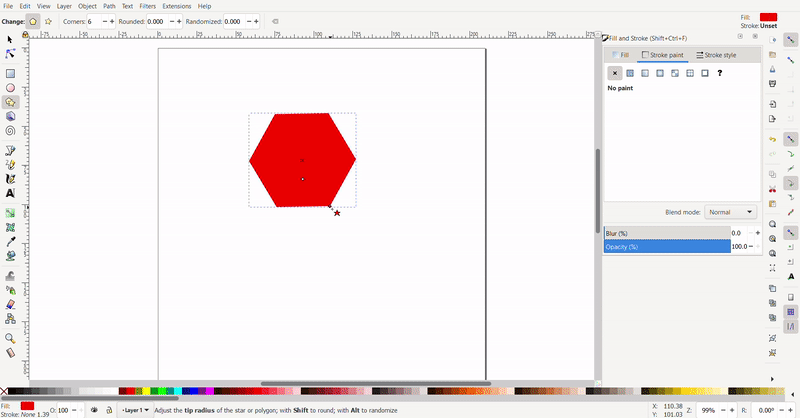 File Edit View Layer Object Path Text Filters Extensions Help
Change: Corners: 6 Rounded: 0.000 Randomized: 0.000
Fill:
Stroke: Unset
Fill and Stroke (Shift+Ctrl+F)
Fill Stroke paint Stroke style
?
No paint
Blend mode: Normal
Blur (%) 0.0
Opacity (%) 100.0
Fill:
Stroke: None 1.39
O: 100
Layer 1
Adjust the tip radius of the star or polygon; with Shift to round; with Alt to randomize
X: 110.38
Y: 101.03
Z: 99%
R: 0.00°